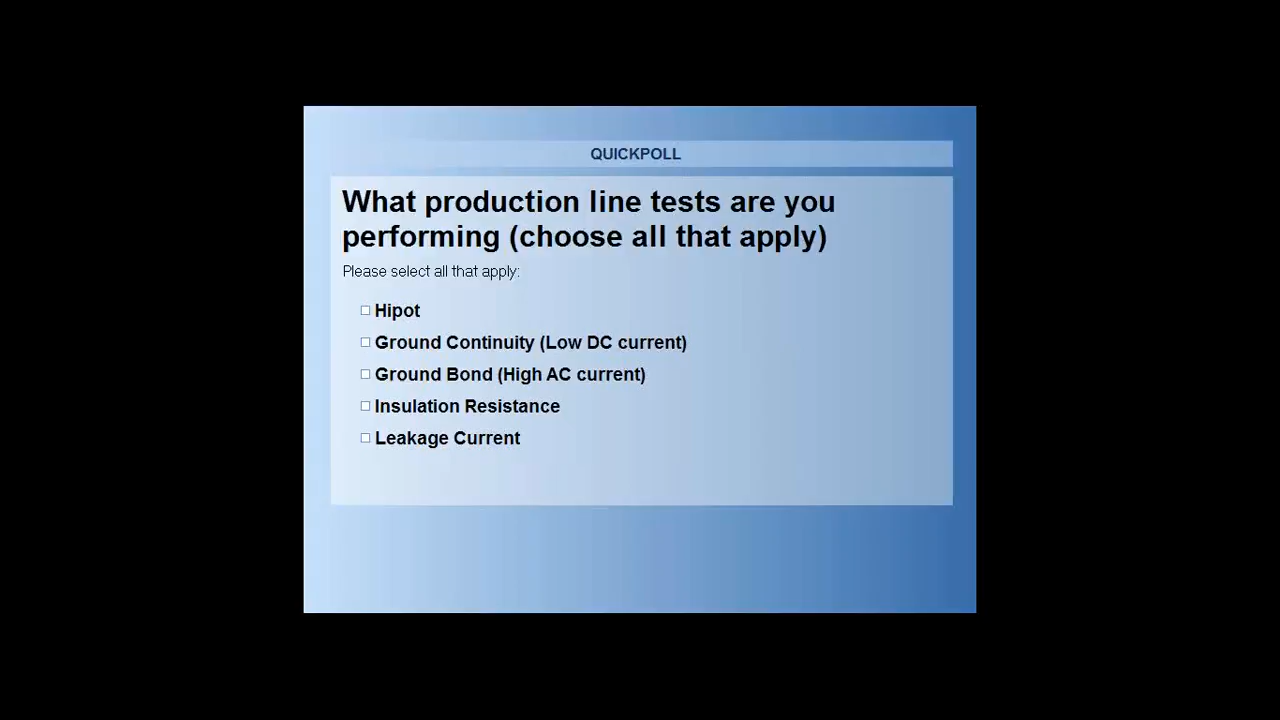 QUICKPOLL
What production line tests are you
performing (choose all that apply)
Please select all that apply:
Hipot
Ground Continuity (Low DC current)
Ground Bond (High AC current)
Insulation Resistance
Leakage Current